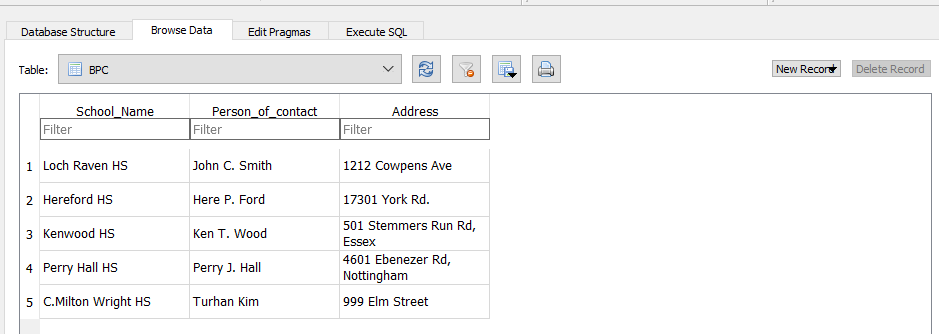 Database Structure Browse Data Edit Pragmas Execute SQL
Table: BPC New Record Delete Record
School_Name Person_of_contact Address
Filter Filter Filter
1 Loch Raven HS John C. Smith 1212 Cowpens Ave
2 Hereford HS Here P. Ford 17301 York Rd.
3 Kenwood HS Ken T. Wood 501 Stemmers Run Rd,
Essex
4 Perry Hall HS Perry J. Hall 4601 Ebenezer Rd,
Nottingham
5 C.Milton Wright HS Turhan Kim 999 Elm Street